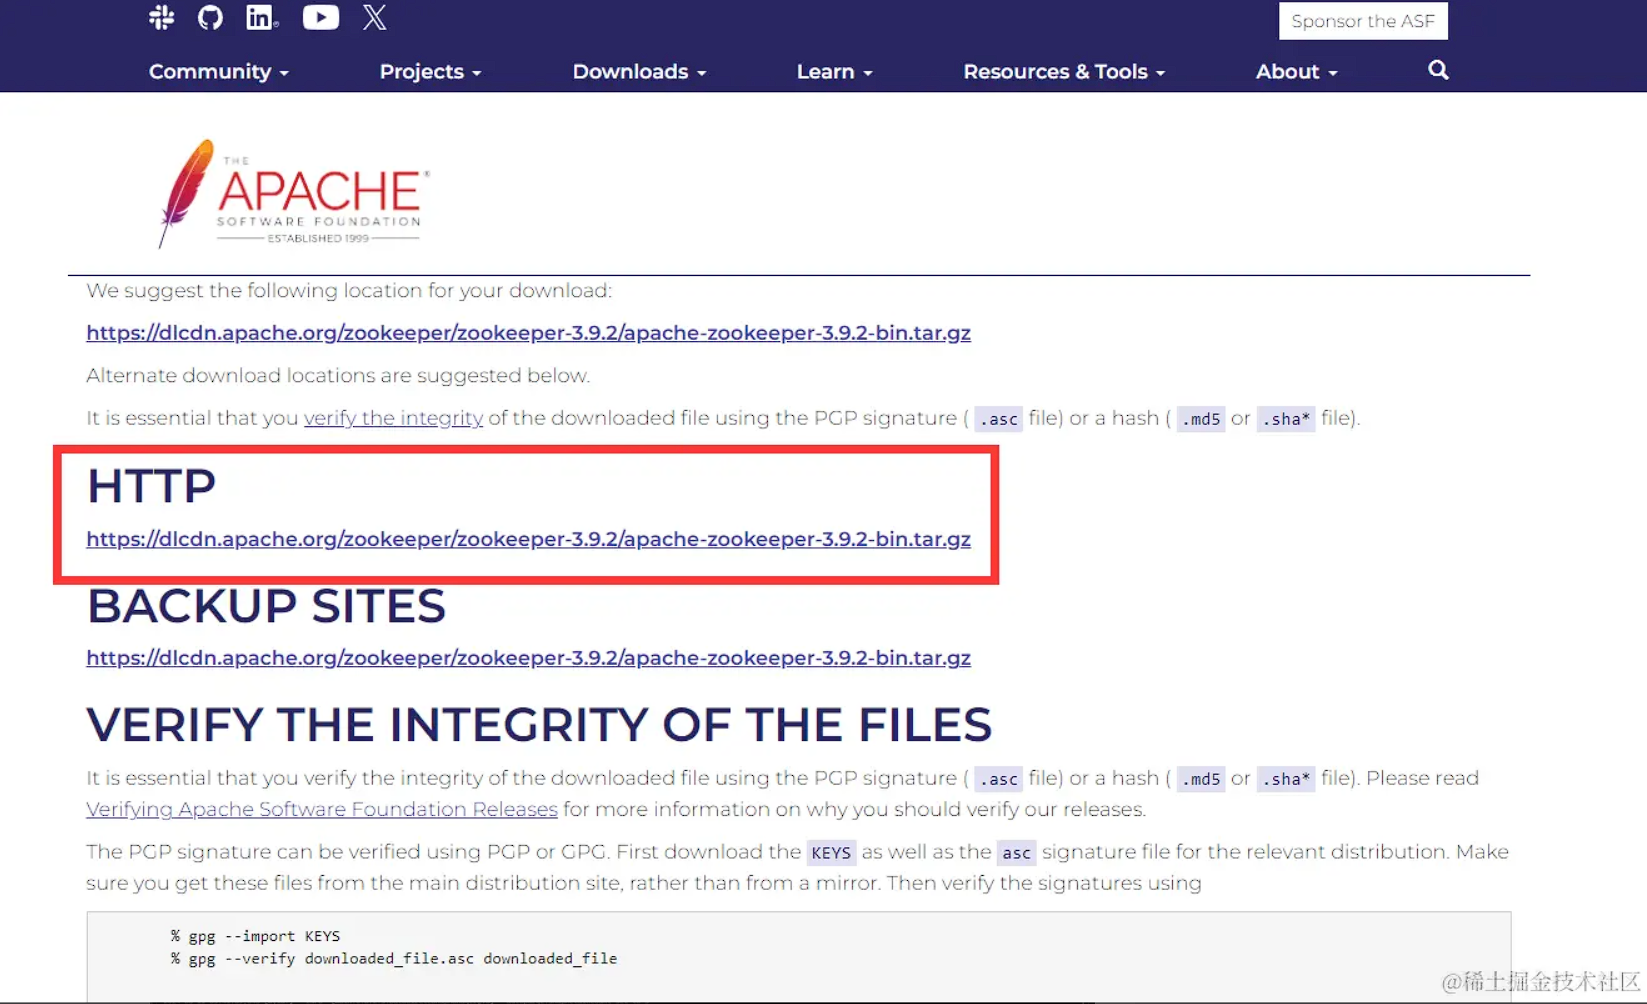 Sponsor the ASF
Community Projects Downloads Learn Resources & Tools About
THE
APACHE®
SOFTWARE FOUNDATION
ESTABLISHED 1999
We suggest the following location for your download:
https://dlcdn.apache.org/zookeeper/zookeeper-3.9.2/apache-zookeeper-3.9.2-bin.tar.gz
Alternate download locations are suggested below.
It is essential that you verify the integrity of the downloaded file using the PGP signature ( .asc file) or a hash ( .md5 or .sha* file).
HTTP
https://dlcdn.apache.org/zookeeper/zookeeper-3.9.2/apache-zookeeper-3.9.2-bin.tar.gz
BACKUP SITES
https://dlcdn.apache.org/zookeeper/zookeeper-3.9.2/apache-zookeeper-3.9.2-bin.tar.gz
VERIFY THE INTEGRITY OF THE FILES
It is essential that you verify the integrity of the downloaded file using the PGP signature ( .asc file) or a hash ( .md5 or .sha* file). Please read
Verifying Apache Software Foundation Releases for more information on why you should verify our releases.
The PGP signature can be verified using PGP or GPG. First download the KEYS as well as the asc signature file for the relevant distribution. Make
sure you get these files from the main distribution site, rather than from a mirror. Then verify the signatures using
% gpg --import KEYS
% gpg --verify downloaded_file.asc downloaded_file
@稀土掘金技术社区